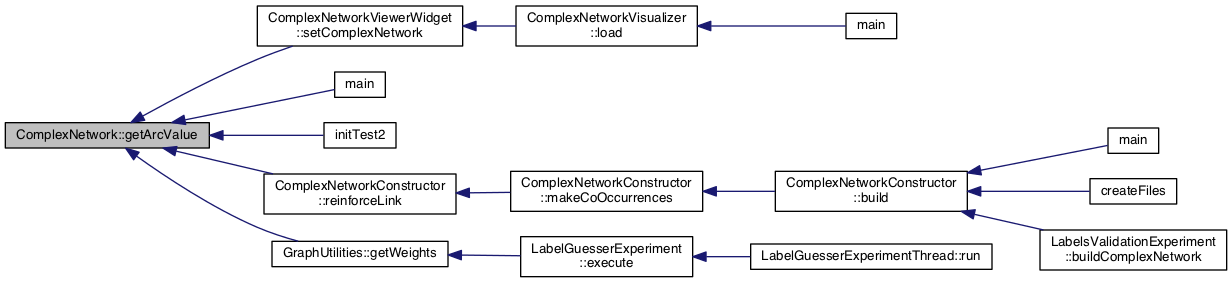 ComplexNetwork::getArcValue
ComplexNetworkViewerWidget
::setComplexNetwork
ComplexNetworkVisualizer
::load
main
main
initTest2
ComplexNetworkConstructor
::reinforceLink
ComplexNetworkConstructor
::makeCoOccurrences
ComplexNetworkConstructor
::build
main
createFiles
LabelsValidationExperiment
::buildComplexNetwork
GraphUtilities::getWeights
LabelGuesserExperiment
::execute
LabelGuesserExperimentThread::run